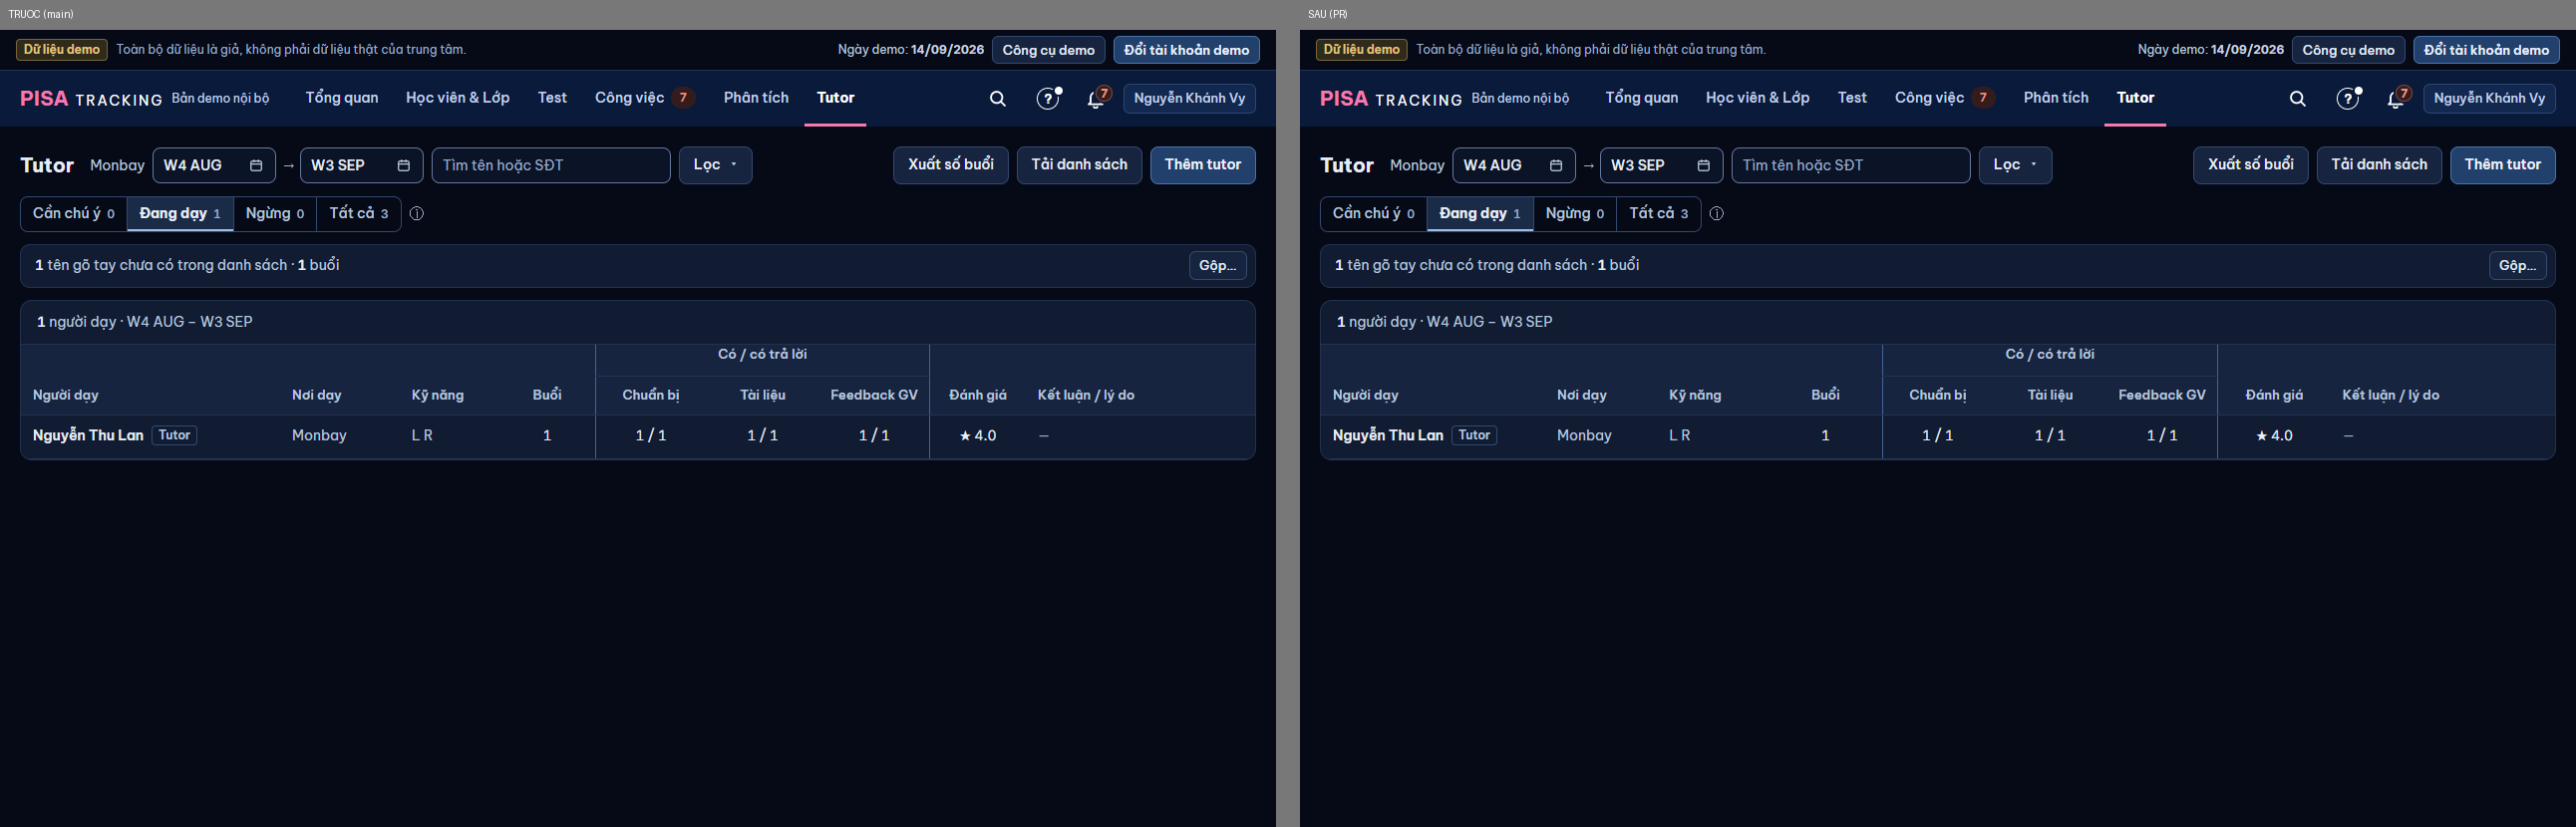 TRUOC (main)
Dữ liệu demo Toàn bộ dữ liệu là giả, không phải dữ liệu thật của trung tâm. Ngày demo: 14/09/2026 Công cụ demo Đổi tài khoản demo
PISA TRACKING Bản demo nội bộ Tổng quan Học viên & Lớp Test Công việc 7 Phân tích Tutor ? 7 Nguyễn Khánh Vy
Tutor Monbay W4 AUG → W3 SEP Tìm tên hoặc SĐT Lọc Xuất số buổi Tải danh sách Thêm tutor
Cần chú ý 0 Đang dạy 1 Ngừng 0 Tất cả 3 ⓘ
1 tên gõ tay chưa có trong danh sách · 1 buổi Gộp...
1 người dạy · W4 AUG – W3 SEP
Có / có trả lời
Người dạy Nơi dạy Kỹ năng Buổi Chuẩn bị Tài liệu Feedback GV Đánh giá Kết luận / lý do
Nguyễn Thu Lan Tutor Monbay L R 1 1 / 1 1 / 1 1 / 1 ★ 4.0 —
SAU (PR)
Dữ liệu demo Toàn bộ dữ liệu là giả, không phải dữ liệu thật của trung tâm. Ngày demo: 14/09/2026 Công cụ demo Đổi tài khoản demo
PISA TRACKING Bản demo nội bộ Tổng quan Học viên & Lớp Test Công việc 7 Phân tích Tutor ? 7 Nguyễn Khánh Vy
Tutor Monbay W4 AUG → W3 SEP Tìm tên hoặc SĐT Lọc Xuất số buổi Tải danh sách Thêm tutor
Cần chú ý 0 Đang dạy 1 Ngừng 0 Tất cả 3 ⓘ
1 tên gõ tay chưa có trong danh sách · 1 buổi Gộp...
1 người dạy · W4 AUG – W3 SEP
Có / có trả lời
Người dạy Nơi dạy Kỹ năng Buổi Chuẩn bị Tài liệu Feedback GV Đánh giá Kết luận / lý do
Nguyễn Thu Lan Tutor Monbay L R 1 1 / 1 1 / 1 1 / 1 ★ 4.0 —